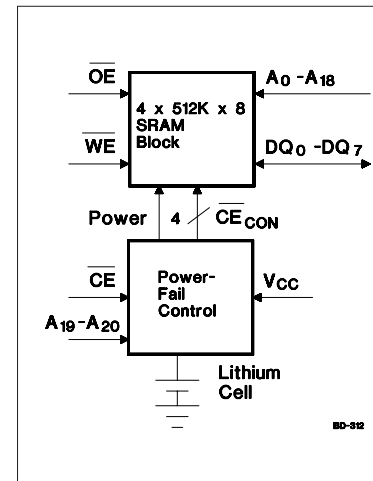 OE
A0 -A18
4 x 512K x 8
SRAM
Block
WE
DQ0 -DQ7
Power
4
CECON
Power-
Fail
Control
CE
VCC
A19-A20
Lithium
Cell
BD-312